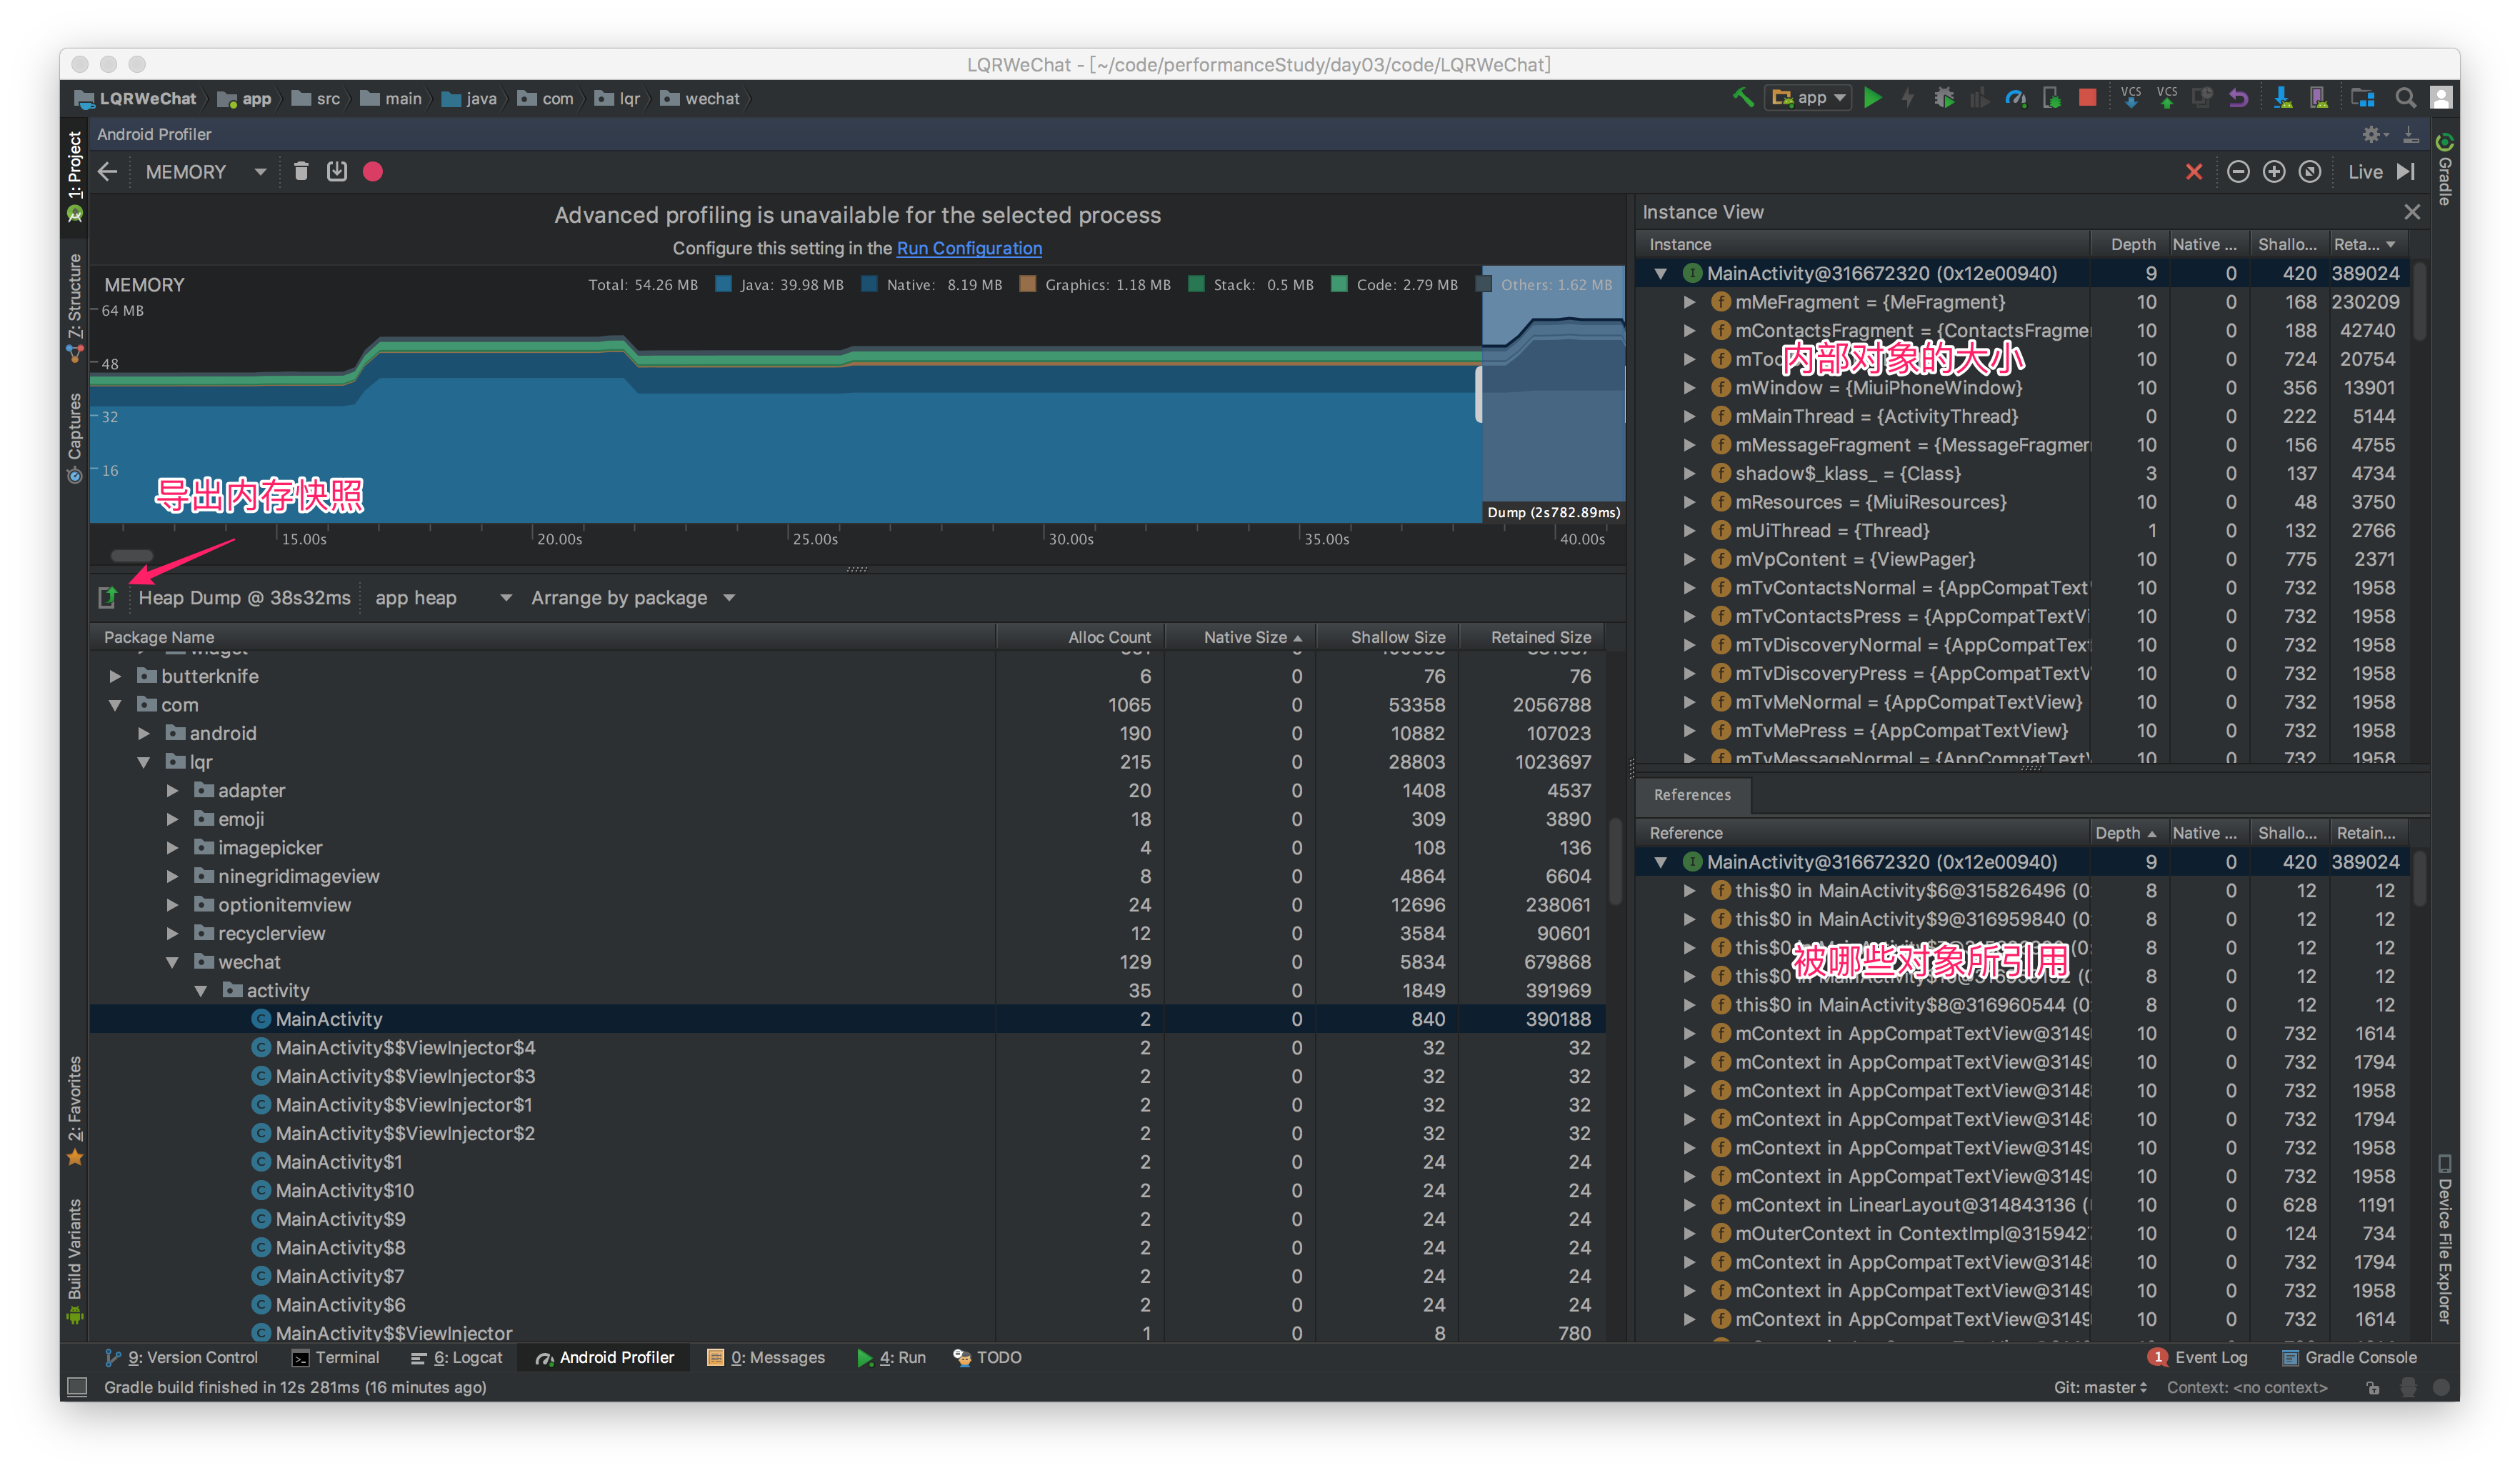 LQRWeChat - [~/code/performanceStudy/day03/code/LQRWeChat]
LQRWeChat app src main java com lqr wechat
app
VCS VCS
Android Profiler
MEMORY
Live
Advanced profiling is unavailable for the selected process
Configure this setting in the Run Configuration
MEMORY
Total: 54.26 MB Java: 39.98 MB Native: 8.19 MB Graphics: 1.18 MB Stack: 0.5 MB Code: 2.79 MB Others: 1.62 MB
64 MB
48
32
16
导出内存快照
Dump (2s782.89ms)
15.00s 20.00s 25.00s 30.00s 35.00s 40.00s
Heap Dump @ 38s32ms app heap Arrange by package
Package Name Alloc Count Native Size Shallow Size Retained Size
widget
butterknife 6 0 76 76
com 1065 0 53358 2056788
android 190 0 10882 107023
lqr 215 0 28803 1023697
adapter 20 0 1408 4537
emoji 18 0 309 3890
imagepicker 4 0 108 136
ninegridimageview 8 0 4864 6604
optionitemview 24 0 12696 238061
recyclerview 12 0 3584 90601
wechat 129 0 5834 679868
activity 35 0 1849 391969
MainActivity 2 0 840 390188
MainActivity$$ViewInjector$4 2 0 32 32
MainActivity$$ViewInjector$3 2 0 32 32
MainActivity$$ViewInjector$1 2 0 32 32
MainActivity$$ViewInjector$2 2 0 32 32
MainActivity$1 2 0 24 24
MainActivity$10 2 0 24 24
MainActivity$9 2 0 24 24
MainActivity$8 2 0 24 24
MainActivity$7 2 0 24 24
MainActivity$6 2 0 24 24
MainActivity$$ViewInjector 1 0 8 780
Instance View
Instance Depth Native ... Shallo... Reta...
MainActivity@316672320 (0x12e00940) 9 0 420 389024
mMeFragment = {MeFragment} 10 0 168 230209
mContactsFragment = {ContactsFragmen 10 0 188 42740
mToo 10 0 724 20754
内部对象的大小
mWindow = {MiuiPhoneWindow} 10 0 356 13901
mMainThread = {ActivityThread} 0 0 222 5144
mMessageFragment = {MessageFragmen 10 0 156 4755
shadow$_klass_ = {Class} 3 0 137 4734
mResources = {MiuiResources} 10 0 48 3750
mUiThread = {Thread} 1 0 132 2766
mVpContent = {ViewPager} 10 0 775 2371
mTvContactsNormal = {AppCompatText 10 0 732 1958
mTvContactsPress = {AppCompatTextVi 10 0 732 1958
mTvDiscoveryNormal = {AppCompatTex 10 0 732 1958
mTvDiscoveryPress = {AppCompatTextV 10 0 732 1958
mTvMeNormal = {AppCompatTextView} 10 0 732 1958
mTvMePress = {AppCompatTextView} 10 0 732 1958
mTvMessageNormal = {AppCompatText 10 0 732 1958
References
Reference Depth Native ... Shallo... Retain...
MainActivity@316672320 (0x12e00940) 9 0 420 389024
this$0 in MainActivity$6@315826496 (0 8 0 12 12
this$0 in MainActivity$9@316959840 (0 8 0 12 12
this$0 8 0 12 12
被哪些对象所引用
this$0 8 0 12 12
this$0 in MainActivity$8@316960544 (0 8 0 12 12
mContext in AppCompatTextView@3149 10 0 732 1614
mContext in AppCompatTextView@3149 10 0 732 1794
mContext in AppCompatTextView@3148 10 0 732 1958
mContext in AppCompatTextView@3148 10 0 732 1794
mContext in AppCompatTextView@3149 10 0 732 1958
mContext in AppCompatTextView@3149 10 0 732 1958
mContext in LinearLayout@314843136 ( 10 0 628 1191
mOuterContext in ContextImpl@3159427 10 0 124 734
mContext in AppCompatTextView@3148 10 0 732 1794
mContext in AppCompatTextView@3149 10 0 732 1958
mContext in AppCompatTextView@3149 10 0 732 1614
1: Project
7: Structure
Captures
2: Favorites
Build Variants
Gradle
Device File Explorer
9: Version Control Terminal 6: Logcat Android Profiler 0: Messages 4: Run TODO 1 Event Log Gradle Console
Gradle build finished in 12s 281ms (16 minutes ago) Git: master Context: <no context>